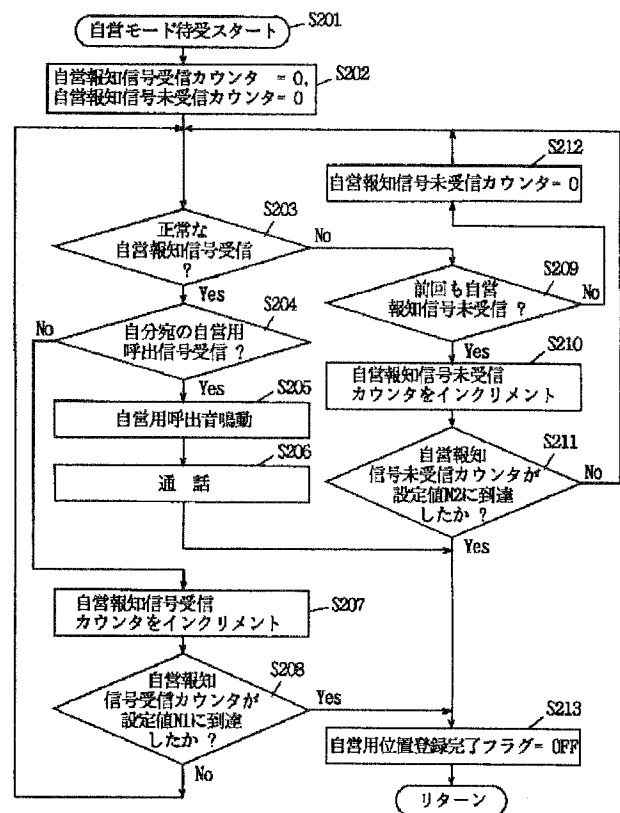 自営モード待受スタート
S201
自営報知信号受信カウンタ = 0,
自営報知信号未受信カウンタ= 0
S202
S212
自営報知信号未受信カウンタ= 0
正常な
自営報知信号受信
?
S203
No
Yes
前回も自営
報知信号未受信 ?
S209
No
Yes
自分宛の自営用
呼出信号受信 ?
S204
No
Yes
S210
自営報知信号未受信
カウンタをインクリメント
S205
自営用呼出音鳴動
S206
通 話
自営報知
信号未受信カウンタが
設定値N2に到達
したか ?
S211
No
Yes
自営報知信号受信
カウンタをインクリメント
S207
自営報知
信号受信カウンタが
設定値N1に到達
したか ?
S208
Yes
No
S213
自営用位置登録完了フラグ= OFF
リターン